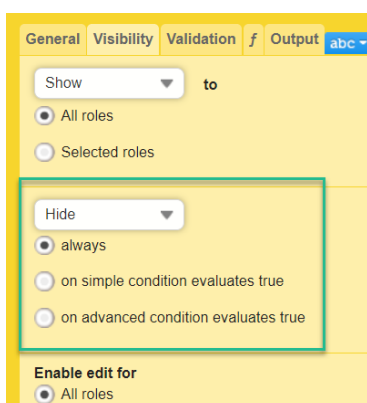 General Visibility Validation f Output abc
Show to
All roles
Selected roles
Hide
always
on simple condition evaluates true
on advanced condition evaluates true
Enable edit for
All roles